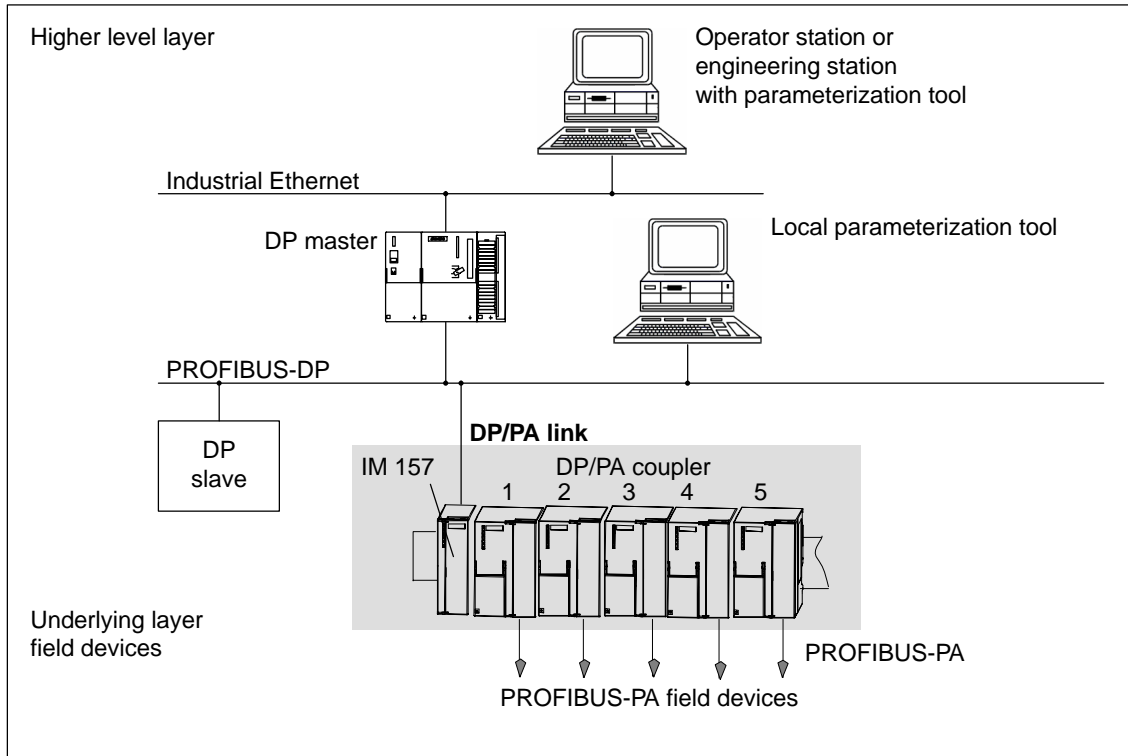 Higher level layer
Operator station or
engineering station
with parameterization tool
Industrial Ethernet
DP master
Local parameterization tool
PROFIBUS-DP
DP
slave
DP/PA link
IM 157
DP/PA coupler
1 2 3 4 5
Underlying layer
field devices
PROFIBUS-PA
PROFIBUS-PA field devices